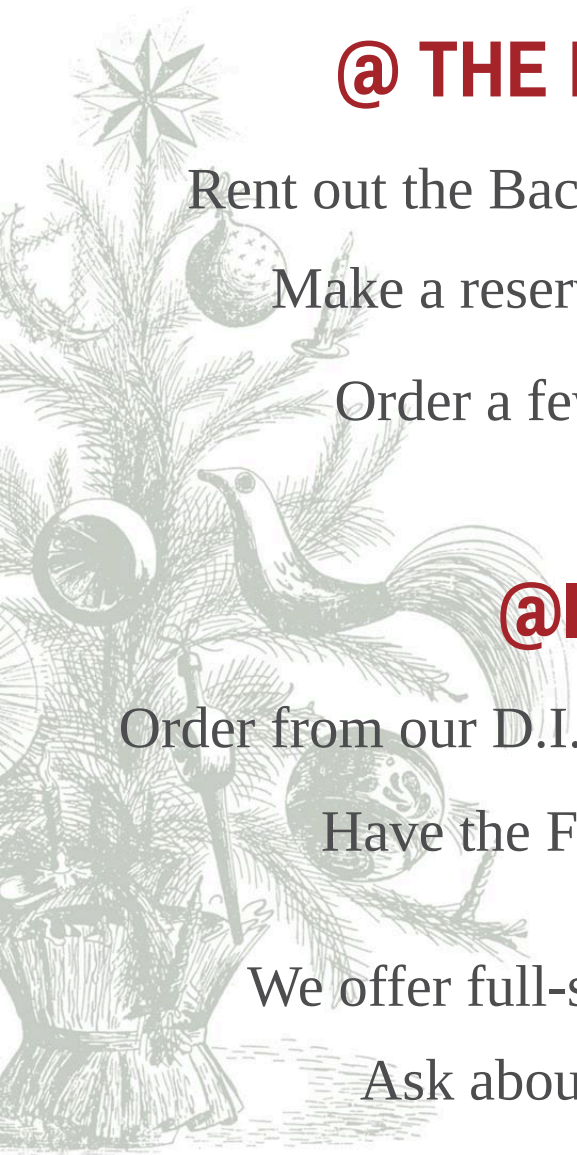 @ THE
Rent out the Bac
Make a reser
Order a fe
@
Order from our D.I.
Have the F
We offer full-s
Ask abou